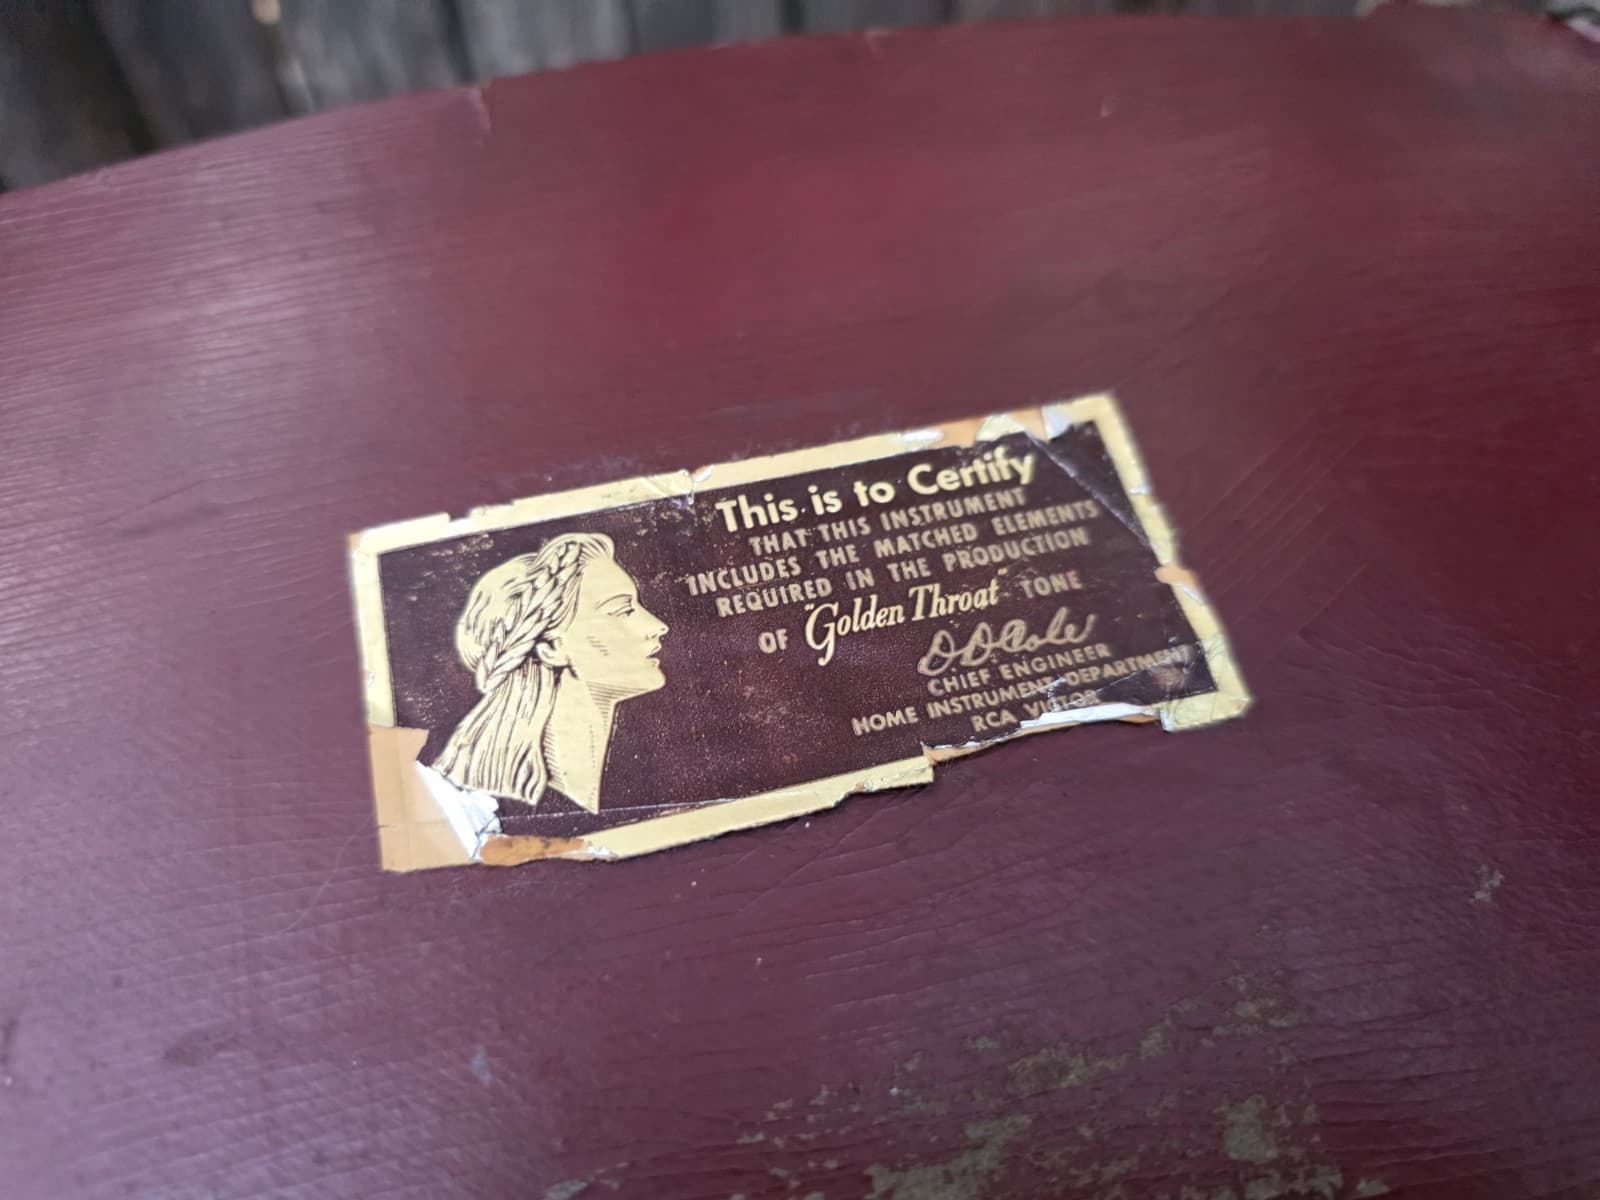 This is to Certify
THAT THIS INSTRUMENT
INCLUDES THE MATCHED ELEMENTS
REQUIRED IN THE PRODUCTION
OF "Golden Throat" TONE
D D Cole
CHIEF ENGINEER
HOME INSTRUMENT DEPARTMENT
RCA VICTOR